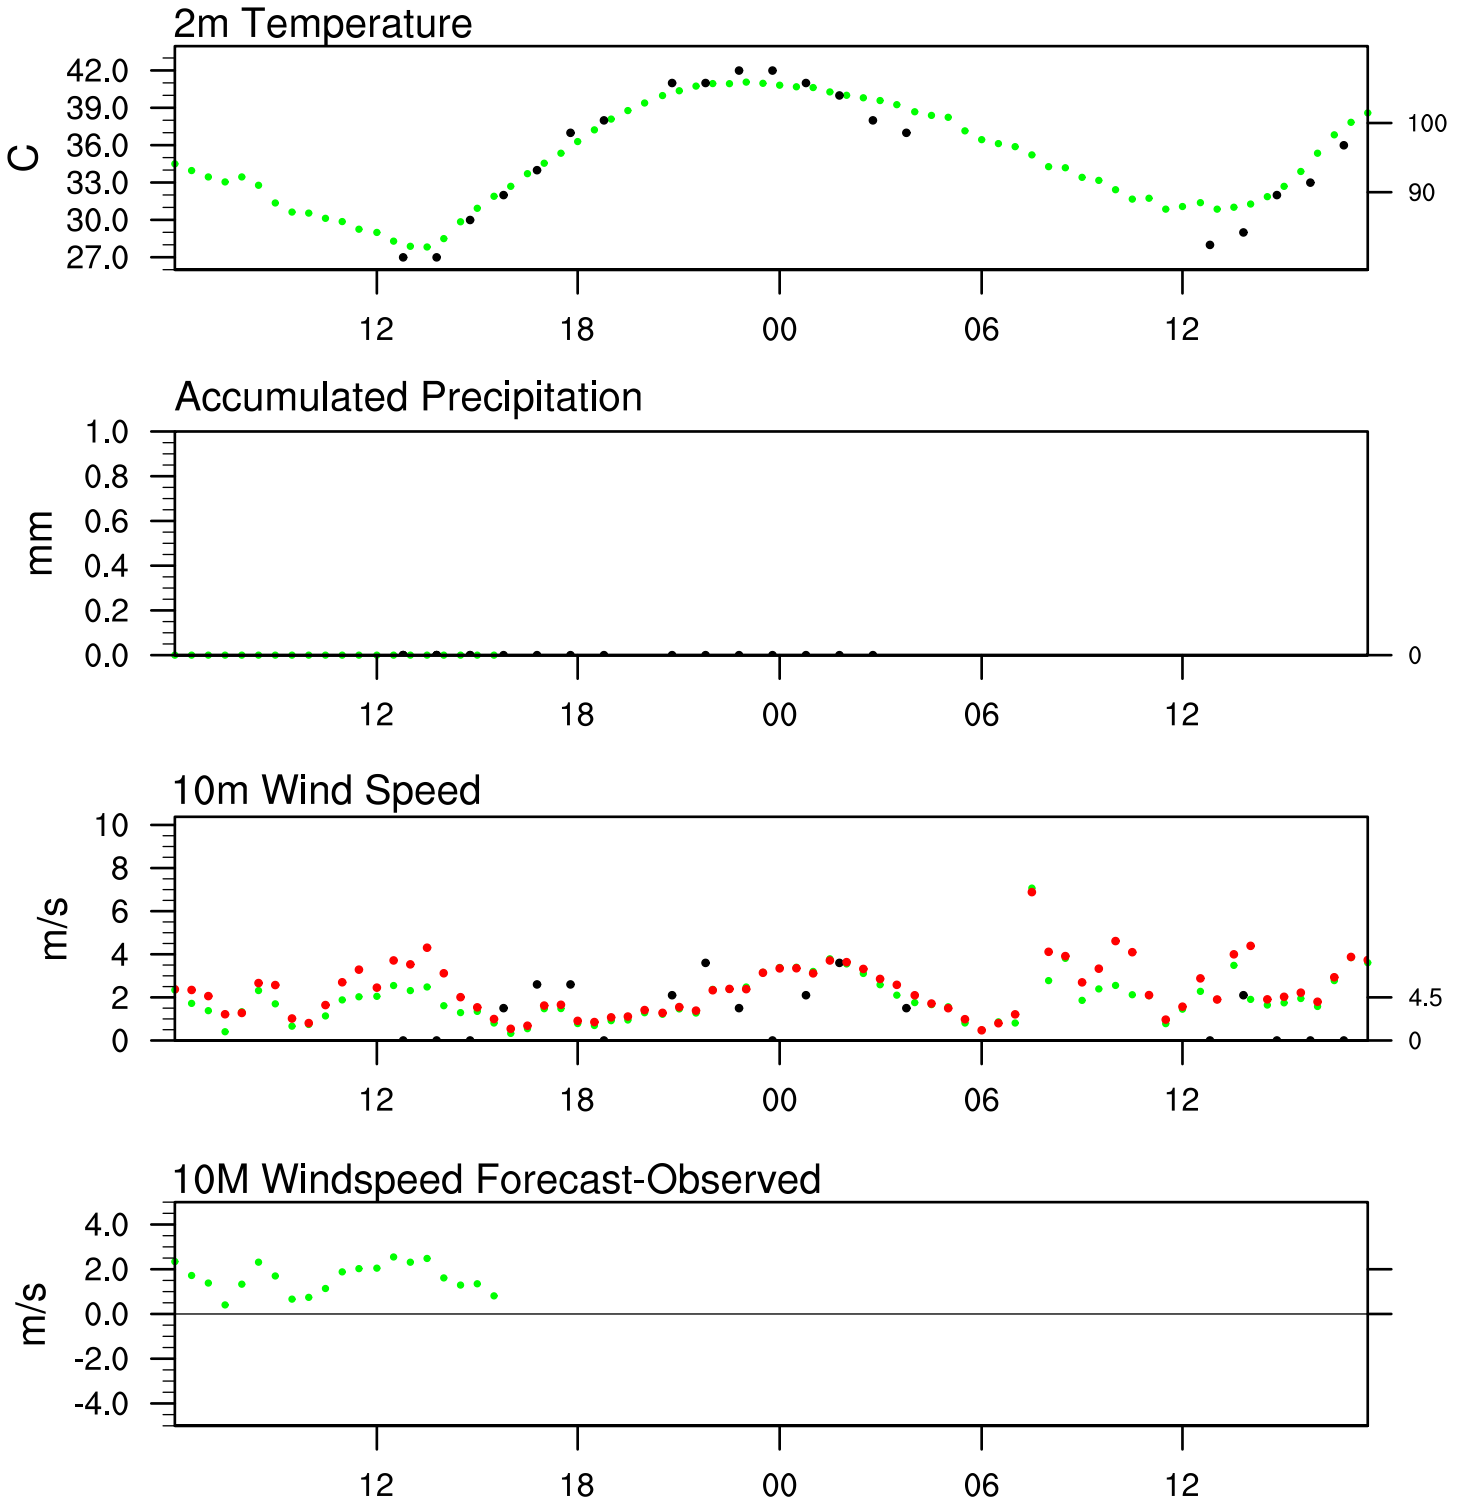 2m Temperature
42.0
39.0
36.0
33.0
30.0
27.0
C
100
90
12 18 00 06 12
Accumulated Precipitation
1.0
0.8
0.6
0.4
0.2
0.0
mm
0
12 18 00 06 12
10m Wind Speed
10
8
6
4
2
0
m/s
4.5
0
12 18 00 06 12
10M Windspeed Forecast-Observed
4.0
2.0
0.0
-2.0
-4.0
m/s
12 18 00 06 12